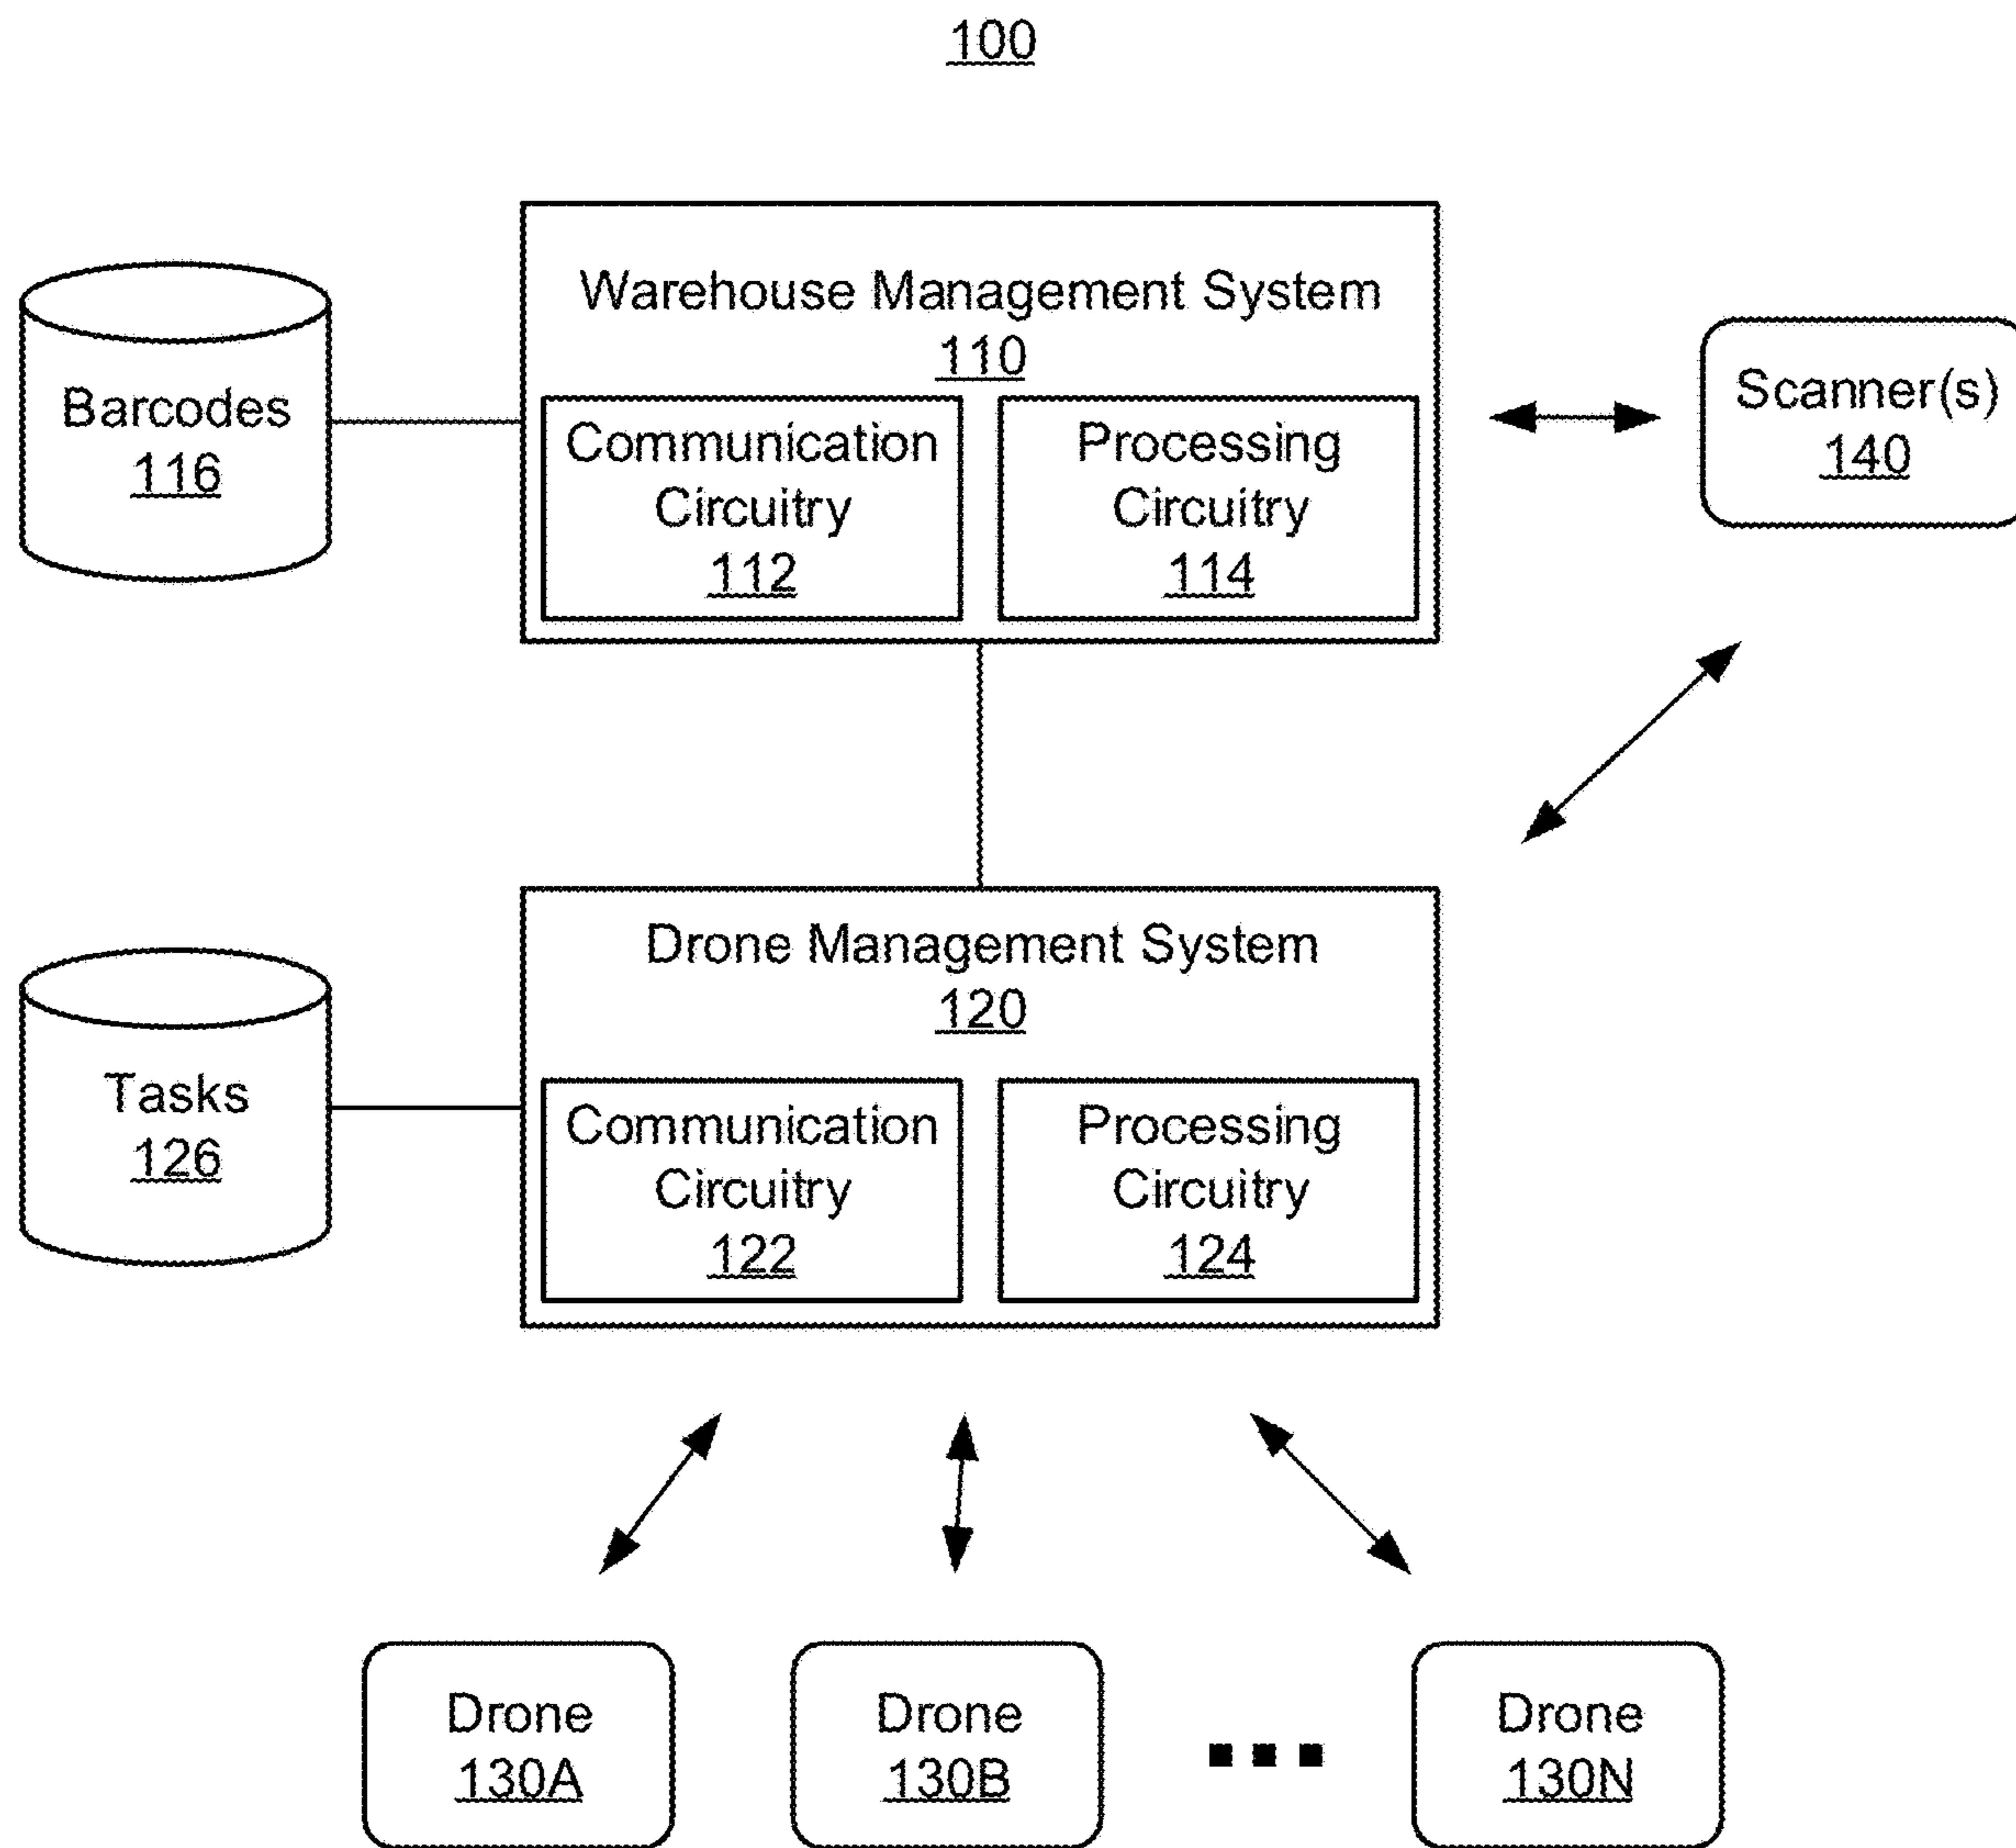 100
Warehouse Management System
110
Barcodes
116
Communication
Circuitry
112
Processing
Circuitry
114
Scanner(s)
140
Drone Management System
120
Tasks
126
Communication
Circuitry
122
Processing
Circuitry
124
Drone
130A
Drone
130B
Drone
130N